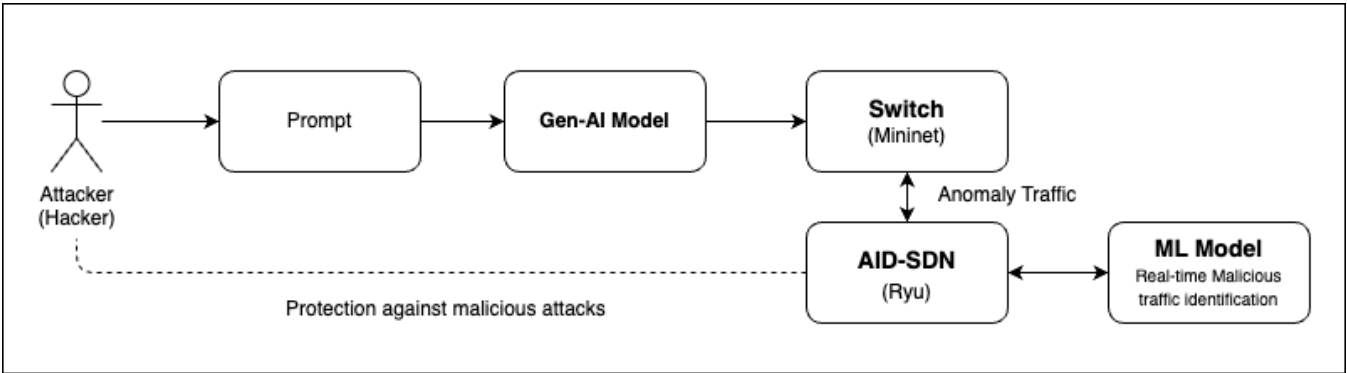 Prompt
Gen-AI Model
Switch
(Mininet)
Attacker
(Hacker)
Anomaly Traffic
AID-SDN
(Ryu)
ML Model
Real-time Malicious
traffic identification
Protection against malicious attacks